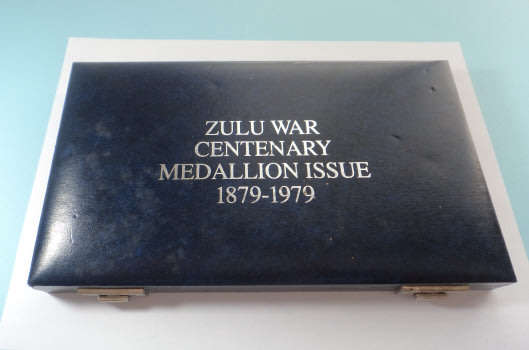 ZULU WAR
CENTENARY
MEDALLION ISSUE
1879-1979